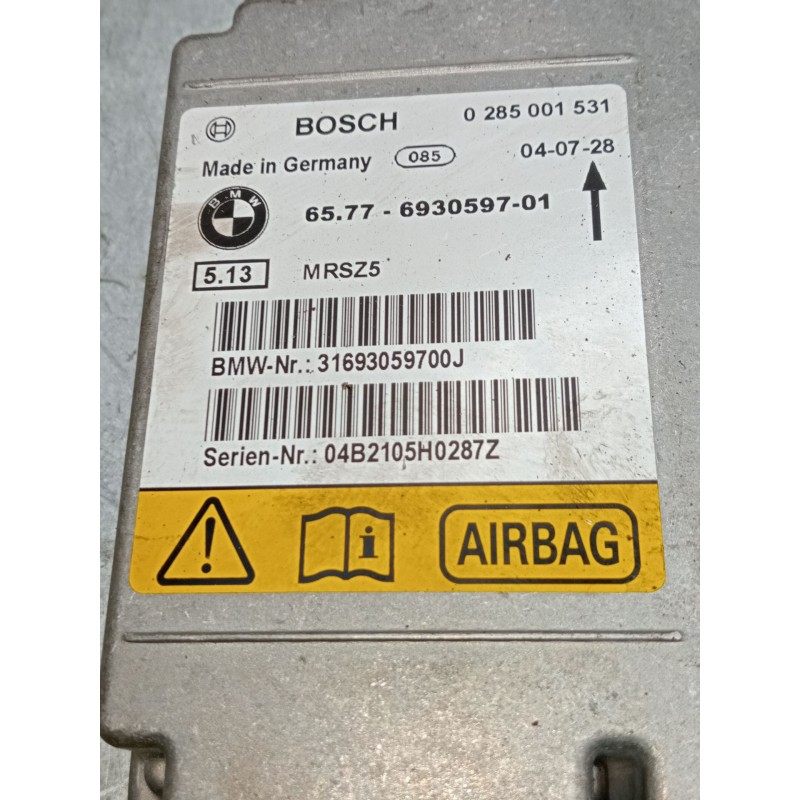 BOSCH 0 285 001 531
Made in Germany 085 04-07-28
BMW 65.77 - 6930597-01
5.13 MRSZ5
BMW-Nr.: 31693059700J
Serien-Nr.: 04B2105H0287Z
! i AIRBAG